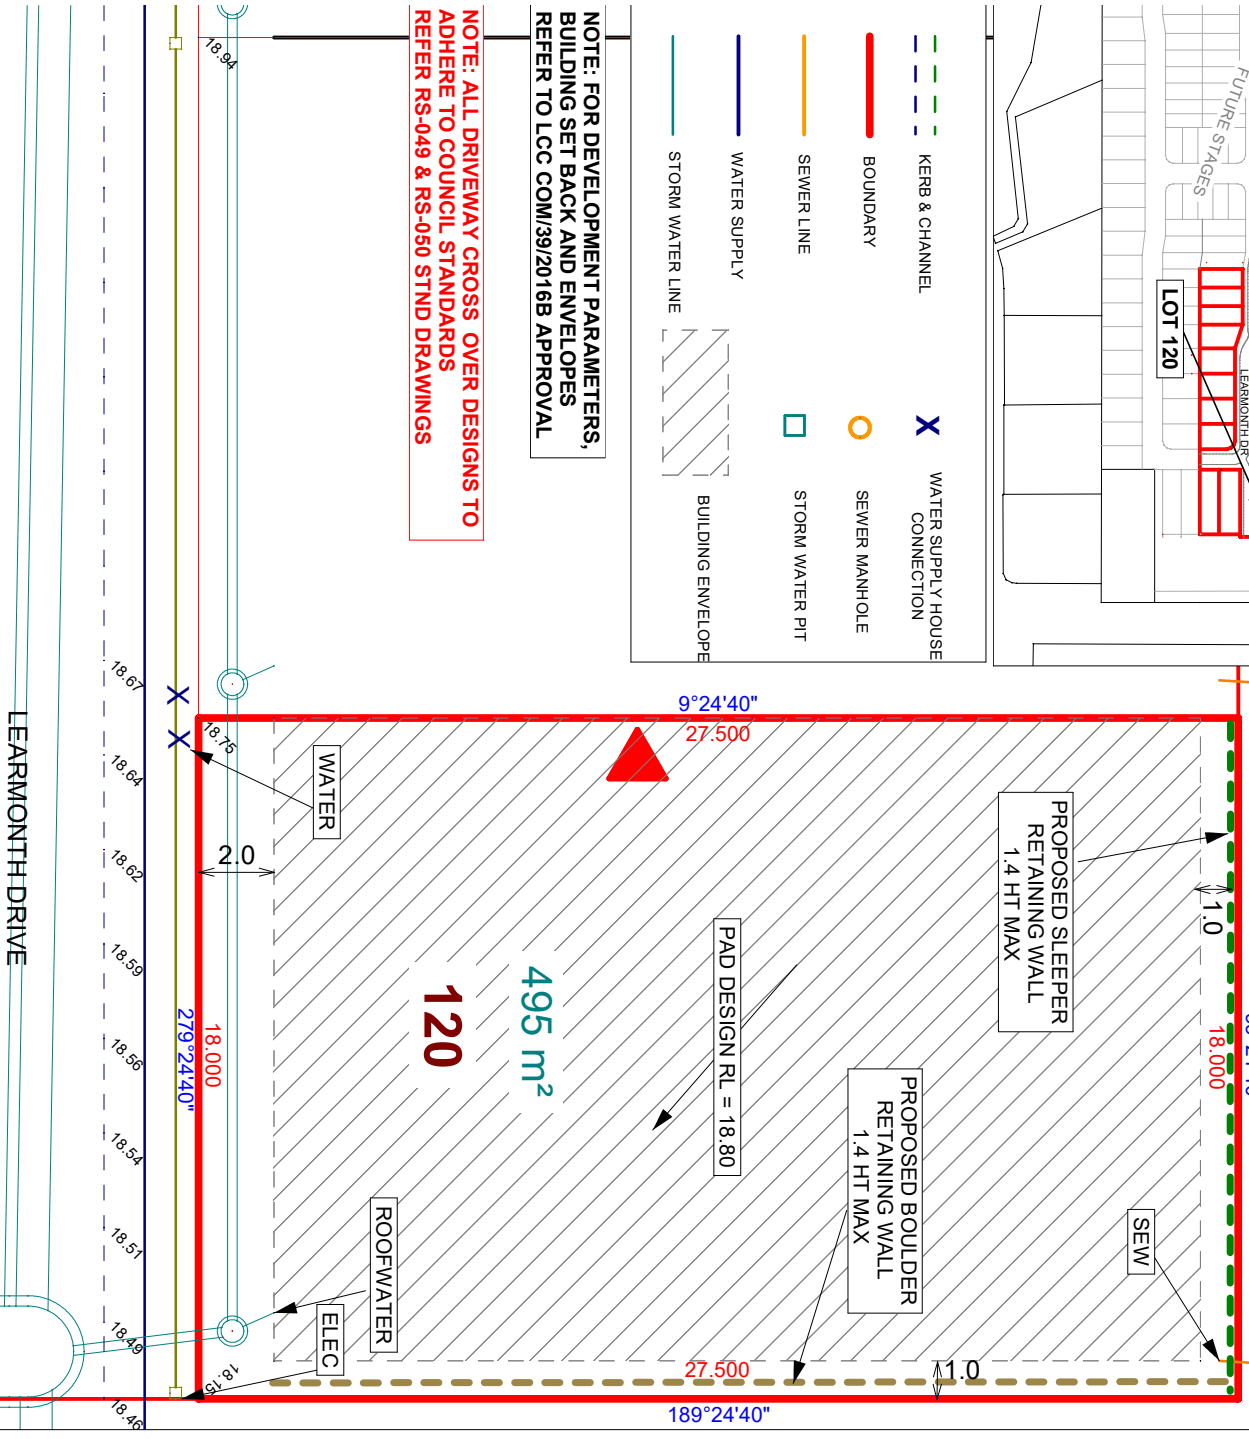 FUTURE STAGES
LOT 120
LEARMONTH DR
KERB & CHANNEL
BOUNDARY
SEWER LINE
WATER SUPPLY
STORM WATER LINE
WATER SUPPLY HOUSE
CONNECTION
SEWER MANHOLE
STORM WATER PIT
BUILDING ENVELOPE
X
NOTE: FOR DEVELOPMENT PARAMETERS,
BUILDING SET BACK AND ENVELOPES
REFER TO LCC COM/39/2016B APPROVAL
NOTE: ALL DRIVEWAY CROSS OVER DESIGNS TO
ADHERE TO COUNCIL STANDARDS
REFER RS-049 & RS-050 STND DRAWINGS
18.94
9°24'40"
27.500
18.75
X
X
WATER
2.0
PROPOSED SLEEPER
RETAINING WALL
1.4 HT MAX
1.0
18.000
PAD DESIGN RL = 18.80
495 m²
120
18.000
279°24'40"
PROPOSED BOULDER
RETAINING WALL
1.4 HT MAX
SEW
ROOFWATER
ELEC
1.0
27.500
189°24'40"
18.15
18.67
18.64
18.62
18.59
18.56
18.54
18.51
18.49
18.46
LEARMONTH DRIVE